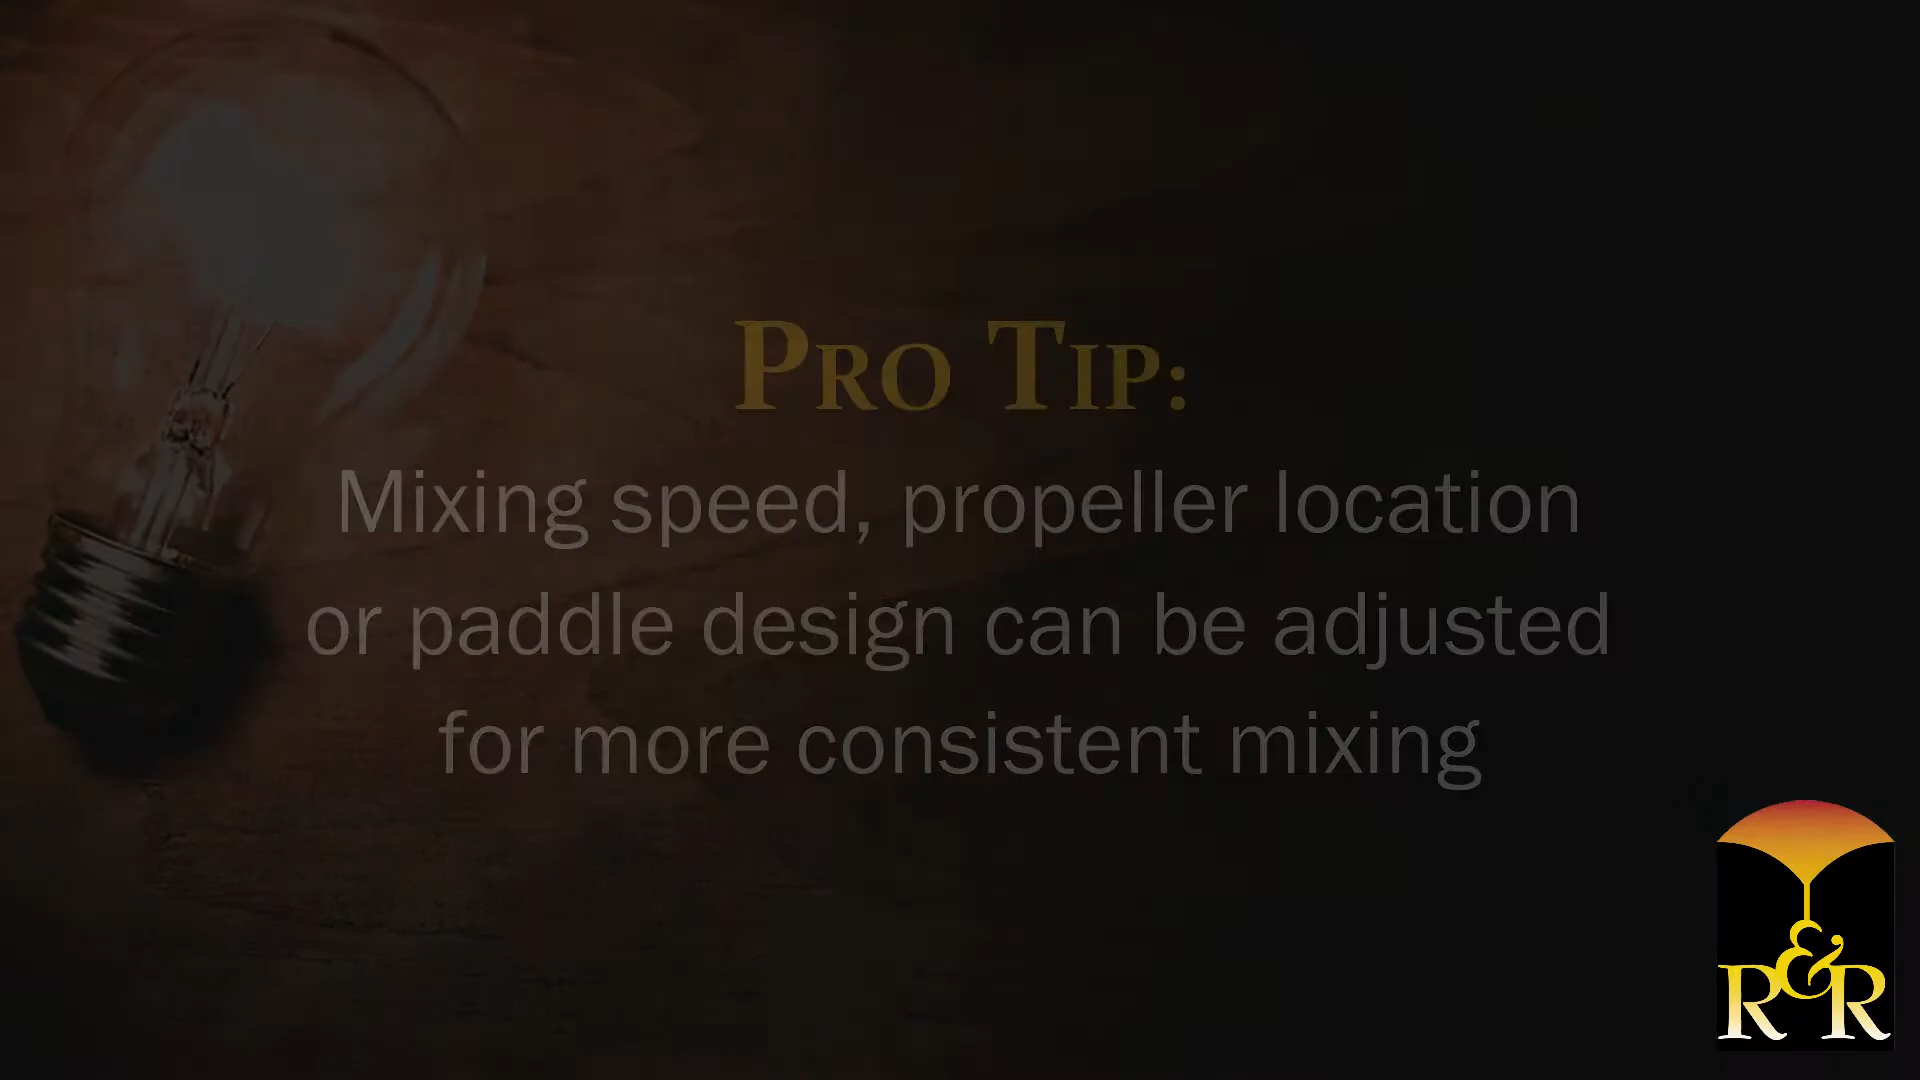 Pro Tip:
Mixing speed, propeller location
or paddle design can be adjusted
for more consistent mixing
R&R